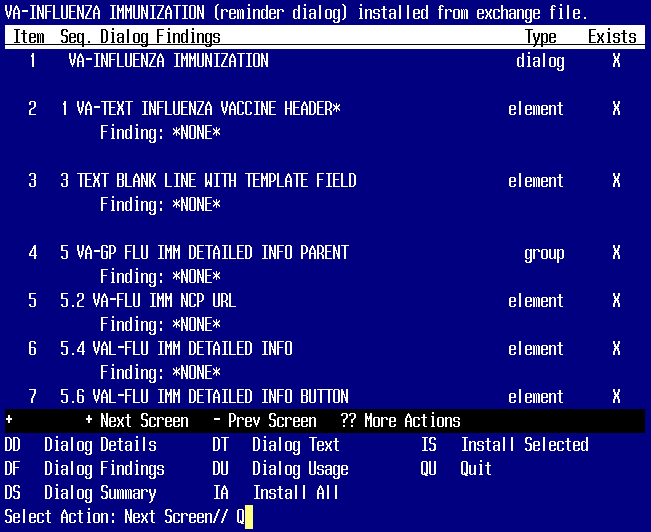 VA-INFLUENZA IMMUNIZATION (reminder dialog) installed from exchange file.
Item Seq. Dialog Findings Type Exists
1 VA-INFLUENZA IMMUNIZATION dialog X
2 1 VA-TEXT INFLUENZA VACCINE HEADER* element X
Finding: *NONE*
3 3 TEXT BLANK LINE WITH TEMPLATE FIELD element X
Finding: *NONE*
4 5 VA-GP FLU IMM DETAILED INFO PARENT group X
Finding: *NONE*
5 5.2 VA-FLU IMM NCP URL element X
Finding: *NONE*
6 5.4 VAL-FLU IMM DETAILED INFO element X
Finding: *NONE*
7 5.6 VAL-FLU IMM DETAILED INFO BUTTON element X
+ + Next Screen - Prev Screen ?? More Actions
DD Dialog Details DT Dialog Text IS Install Selected
DF Dialog Findings DU Dialog Usage QU Quit
DS Dialog Summary IA Install All
Select Action: Next Screen// Q